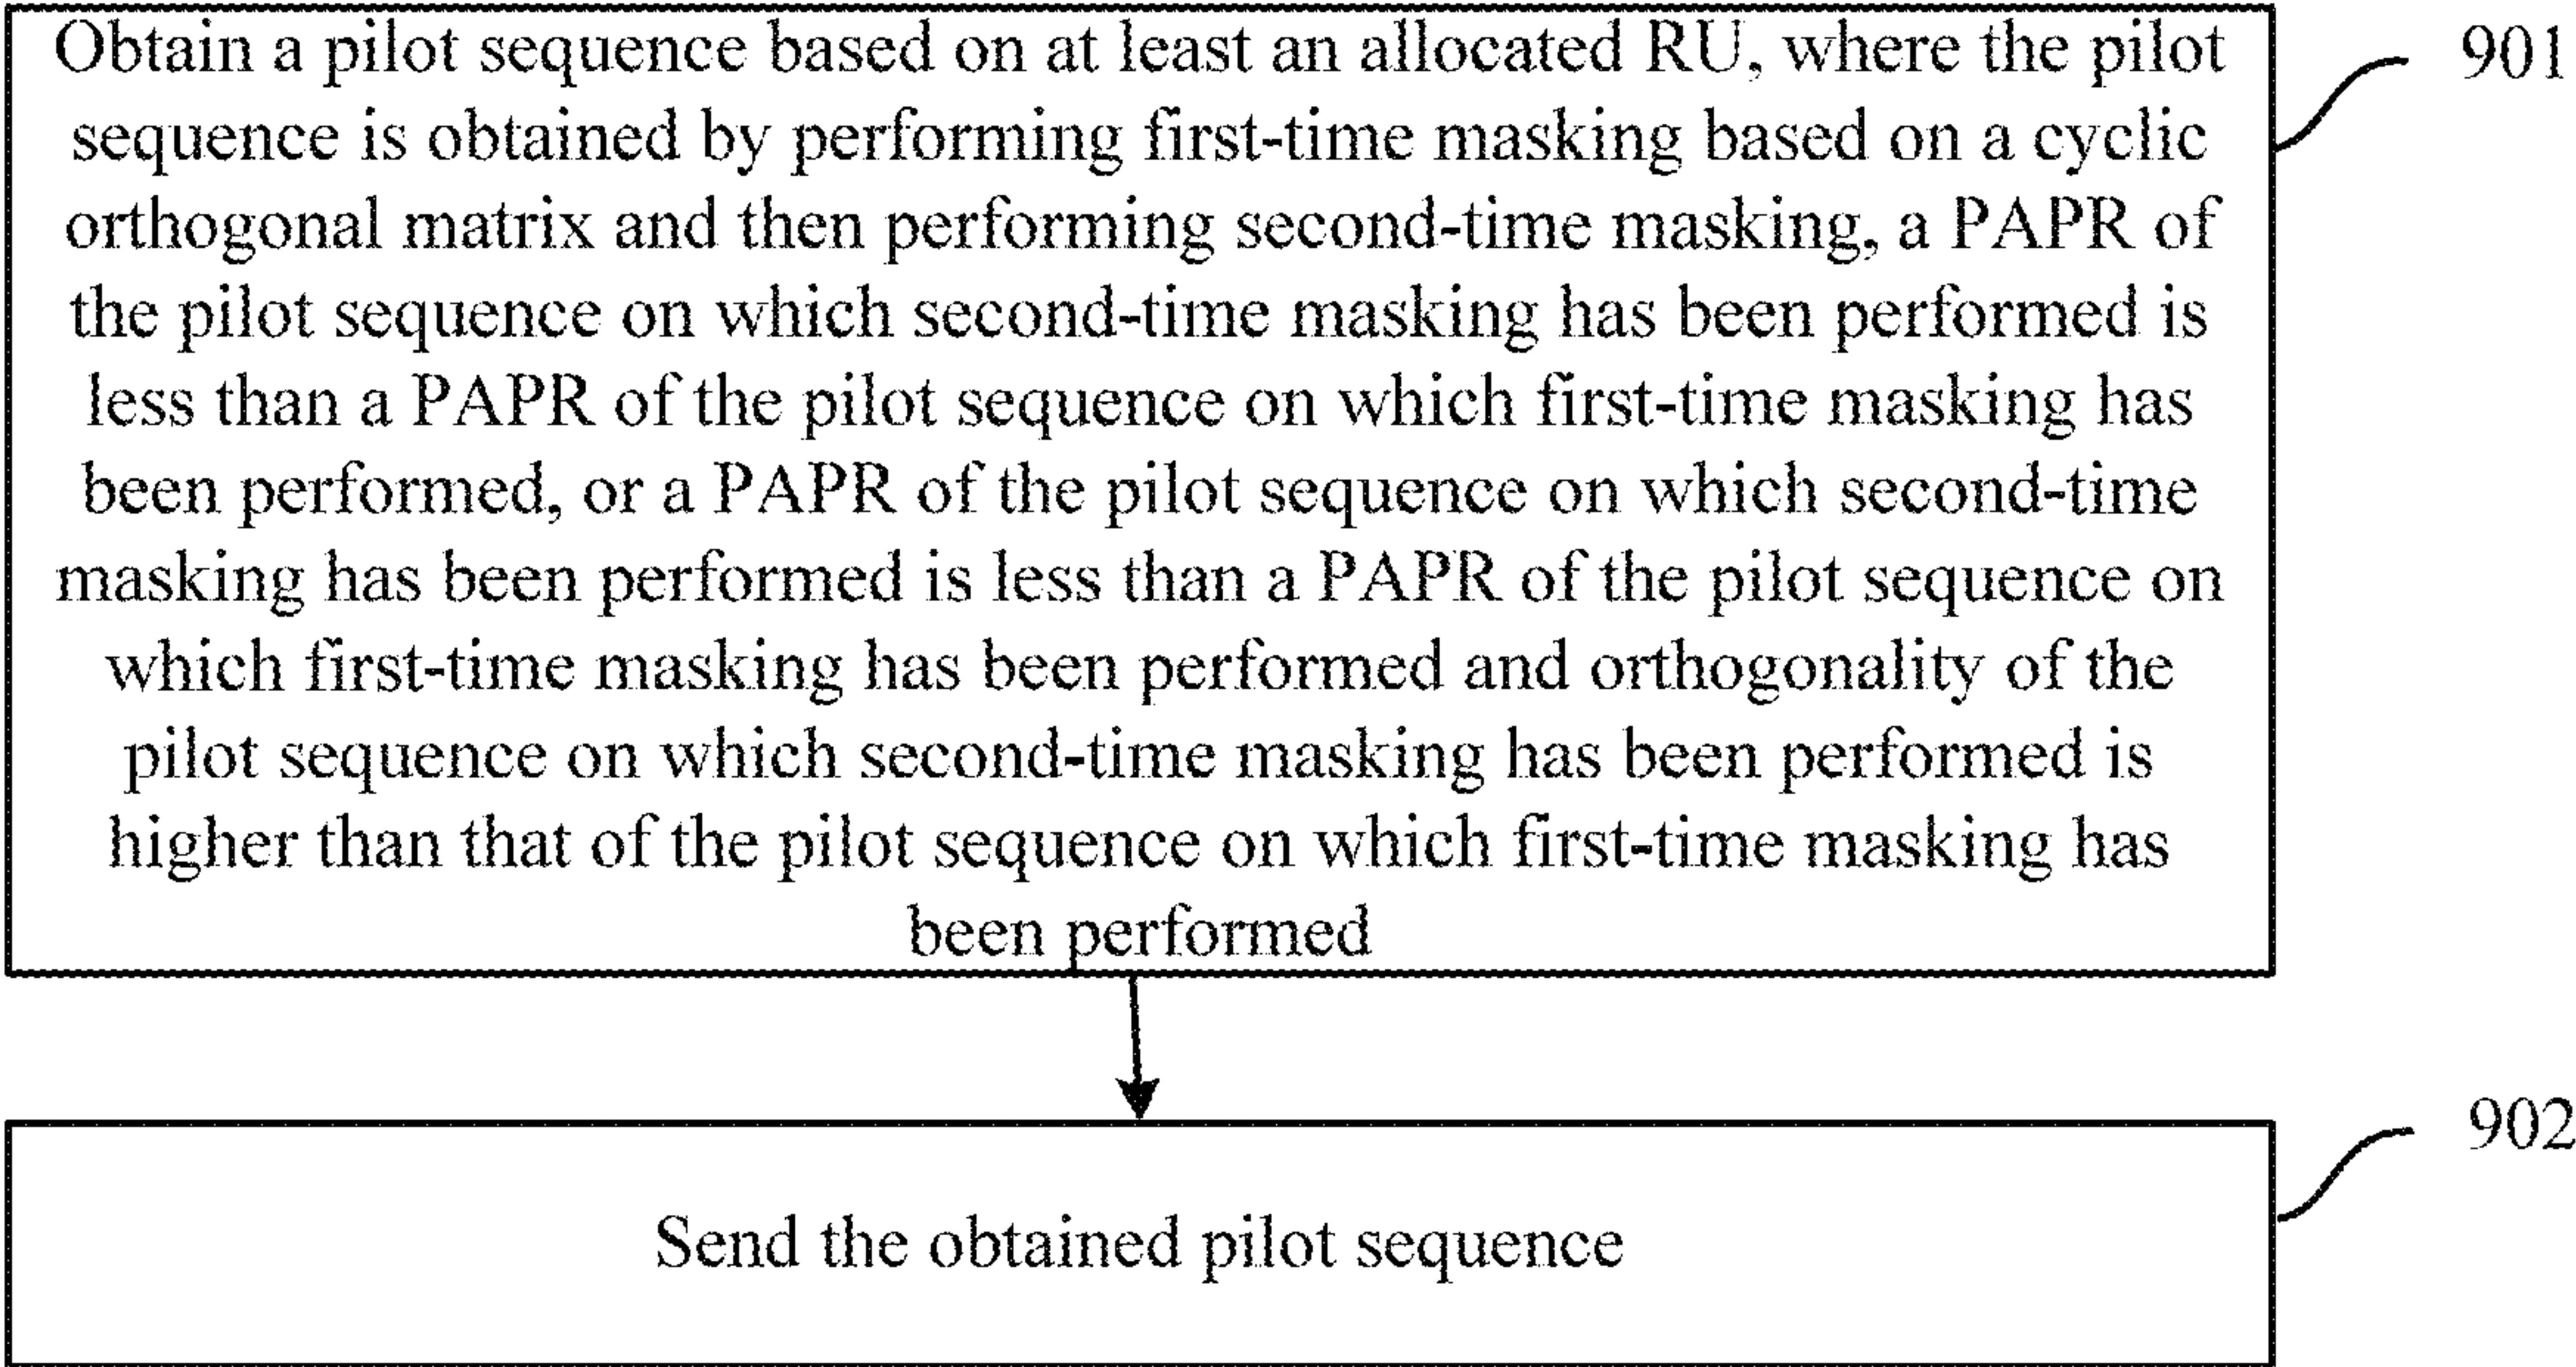 Obtain a pilot sequence based on at least an allocated RU, where the pilot
sequence is obtained by performing first-time masking based on a cyclic
orthogonal matrix and then performing second-time masking, a PAPR of
the pilot sequence on which second-time masking has been performed is
less than a PAPR of the pilot sequence on which first-time masking has
been performed, or a PAPR of the pilot sequence on which second-time
masking has been performed is less than a PAPR of the pilot sequence on
which first-time masking has been performed and orthogonality of the
pilot sequence on which second-time masking has been performed is
higher than that of the pilot sequence on which first-time masking has
been performed
901
Send the obtained pilot sequence
902